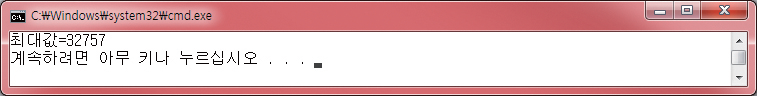 C:₩Windows₩system32₩cmd.exe
최대값=32757
계속하려면 아무 키나 누르십시오 . . .